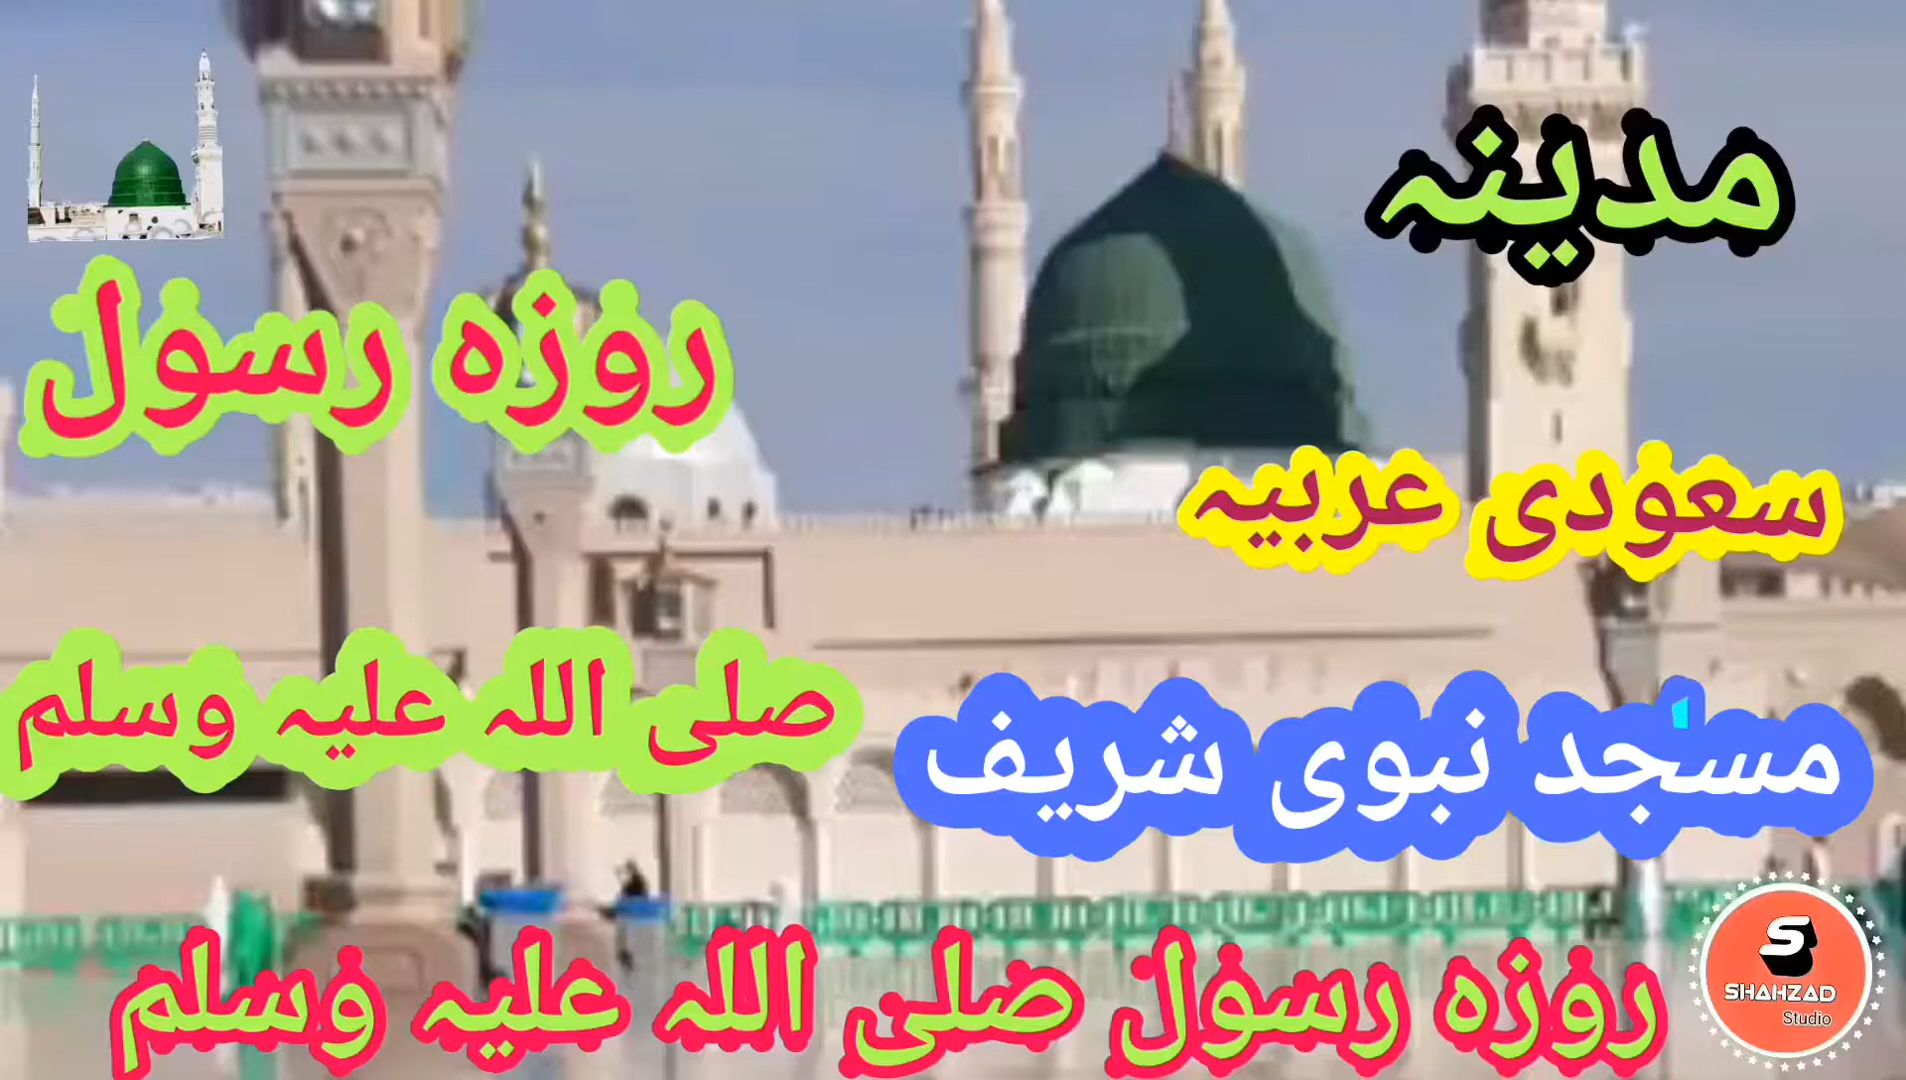 مدینہ
روزہ رسول
سعودی عربیہ
صلی اللہ علیہ وسلم
مسجد نبوی شریف
روزہ رسول صلی اللہ علیہ وسلم
S
SHAHZAD
Studio